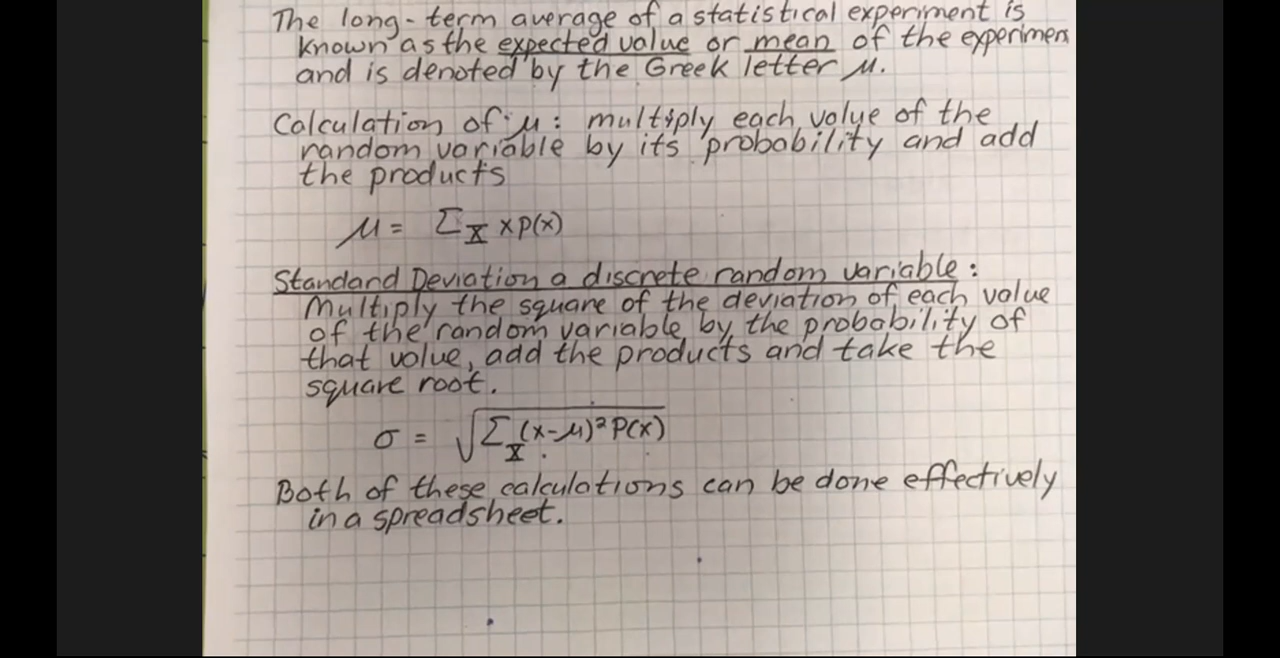 The long-term average of a statistical experiment is
known as the expected value or mean of the experimen
and is denoted by the Greek letter μ.
Calculation of μ: multiply each value of the
random variable by its probability and add
the products
μ = Σ_X x p(x)
Standard Deviation a discrete random variable:
Multiply the square of the deviation of each value
of the random variable by the probability of
that value, add the products and take the
square root.
σ = √Σ_X (x-μ)² P(x)
Both of these calculations can be done effectively
in a spreadsheet.